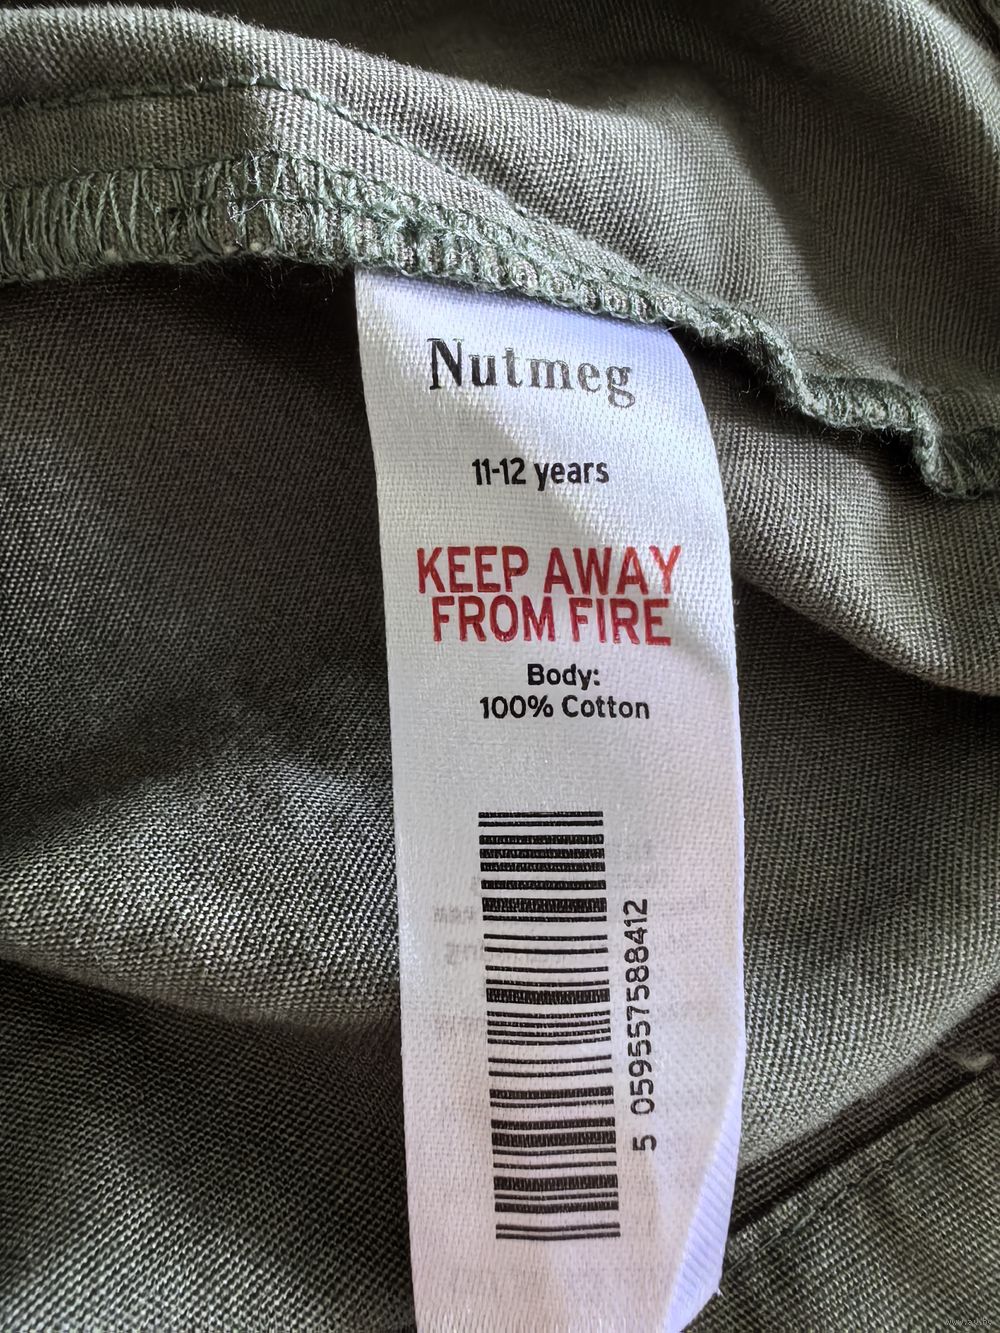 Nutmeg
11-12 years
KEEP AWAY
FROM FIRE
Body:
100% Cotton
5 059557588412